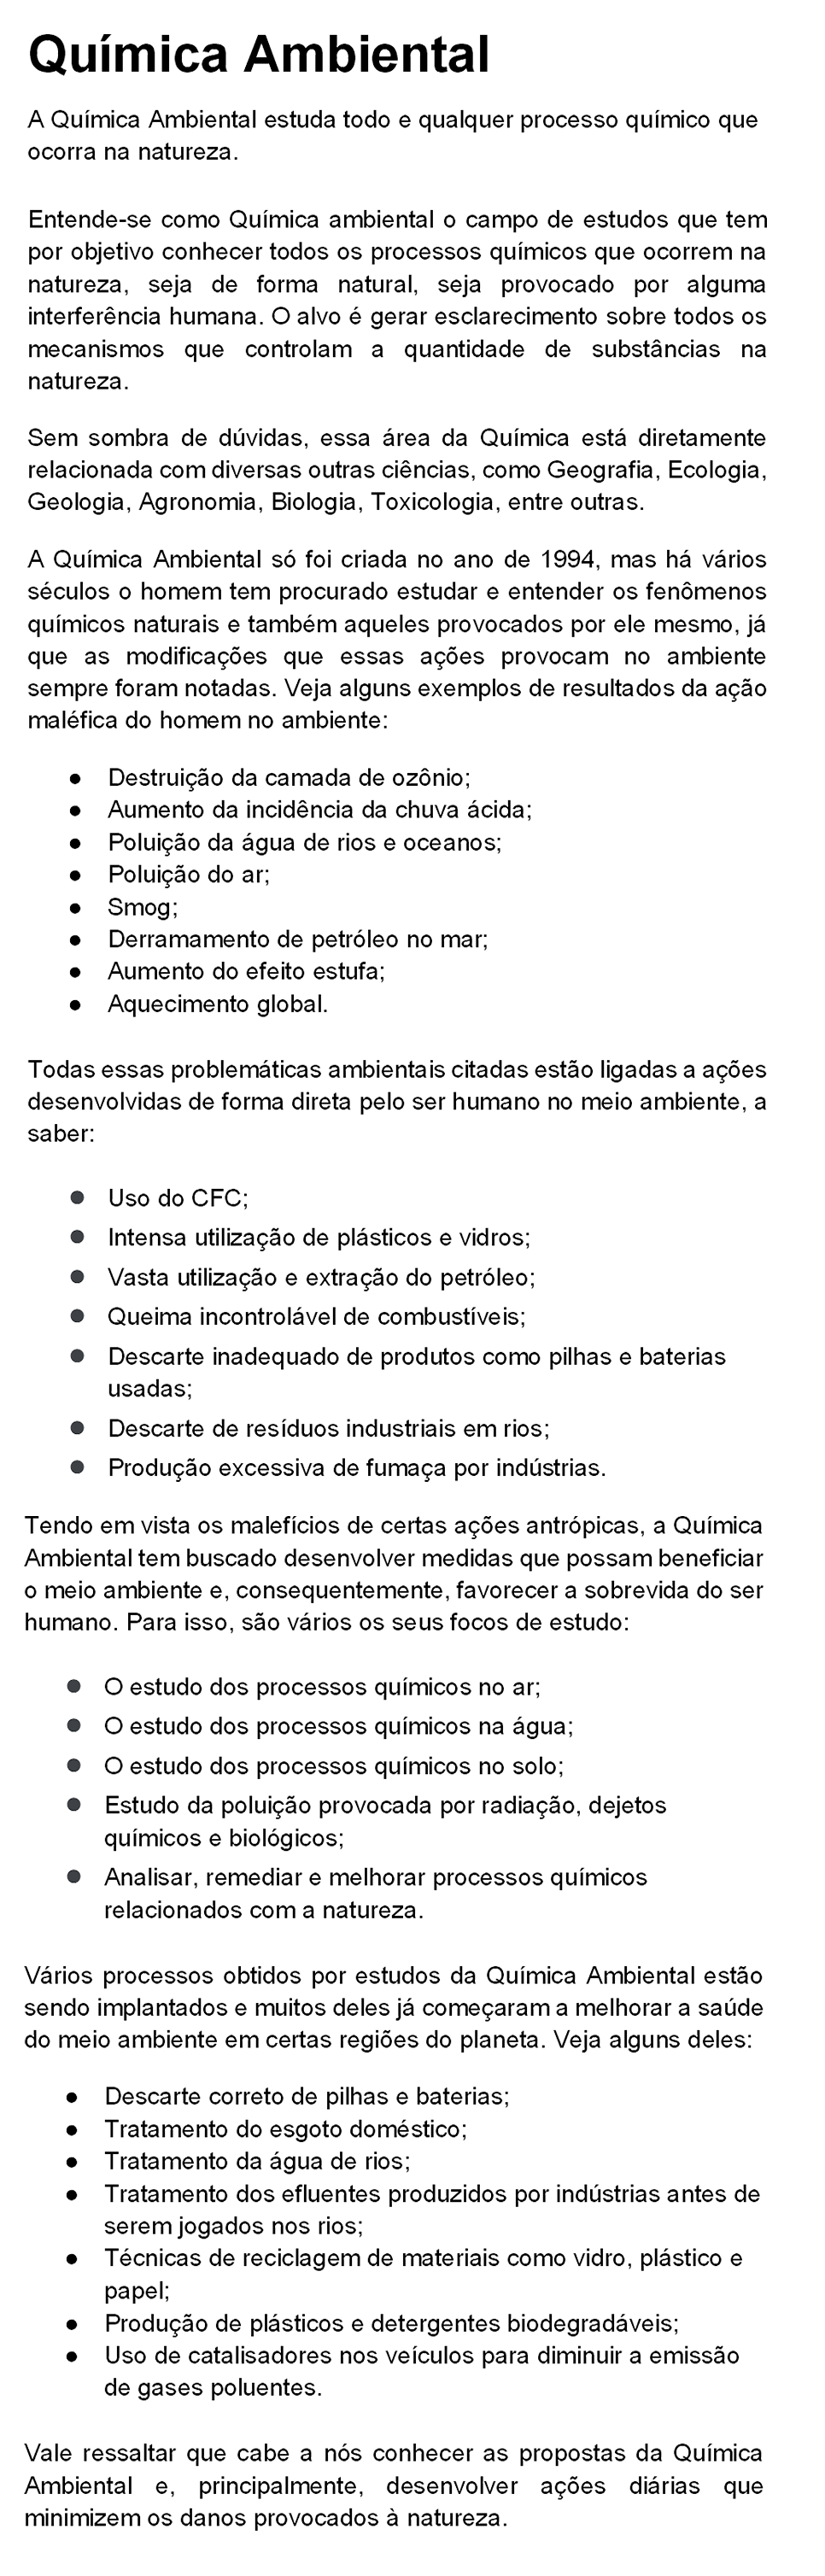 Química Ambiental
A Química Ambiental estuda todo e qualquer processo químico que
ocorra na natureza.
Entende-se como Química ambiental o campo de estudos que tem
por objetivo conhecer todos os processos químicos que ocorrem na
natureza, seja de forma natural, seja provocado por alguma
interferência humana. O alvo é gerar esclarecimento sobre todos os
mecanismos que controlam a quantidade de substâncias na
natureza.
Sem sombra de dúvidas, essa área da Química está diretamente
relacionada com diversas outras ciências, como Geografia, Ecologia,
Geologia, Agronomia, Biologia, Toxicologia, entre outras.
A Química Ambiental só foi criada no ano de 1994, mas há vários
séculos o homem tem procurado estudar e entender os fenômenos
químicos naturais e também aqueles provocados por ele mesmo, já
que as modificações que essas ações provocam no ambiente
sempre foram notadas. Veja alguns exemplos de resultados da ação
maléfica do homem no ambiente:
● Destruição da camada de ozônio;
● Aumento da incidência da chuva ácida;
● Poluição da água de rios e oceanos;
● Poluição do ar;
● Smog;
● Derramamento de petróleo no mar;
● Aumento do efeito estufa;
● Aquecimento global.
Todas essas problemáticas ambientais citadas estão ligadas a ações
desenvolvidas de forma direta pelo ser humano no meio ambiente, a
saber:
● Uso do CFC;
● Intensa utilização de plásticos e vidros;
● Vasta utilização e extração do petróleo;
● Queima incontrolável de combustíveis;
● Descarte inadequado de produtos como pilhas e baterias
usadas;
● Descarte de resíduos industriais em rios;
● Produção excessiva de fumaça por indústrias.
Tendo em vista os malefícios de certas ações antrópicas, a Química
Ambiental tem buscado desenvolver medidas que possam beneficiar
o meio ambiente e, consequentemente, favorecer a sobrevida do ser
humano. Para isso, são vários os seus focos de estudo:
● O estudo dos processos químicos no ar;
● O estudo dos processos químicos na água;
● O estudo dos processos químicos no solo;
● Estudo da poluição provocada por radiação, dejetos
químicos e biológicos;
● Analisar, remediar e melhorar processos químicos
relacionados com a natureza.
Vários processos obtidos por estudos da Química Ambiental estão
sendo implantados e muitos deles já começaram a melhorar a saúde
do meio ambiente em certas regiões do planeta. Veja alguns deles:
● Descarte correto de pilhas e baterias;
● Tratamento do esgoto doméstico;
● Tratamento da água de rios;
● Tratamento dos efluentes produzidos por indústrias antes de
serem jogados nos rios;
● Técnicas de reciclagem de materiais como vidro, plástico e
papel;
● Produção de plásticos e detergentes biodegradáveis;
● Uso de catalisadores nos veículos para diminuir a emissão
de gases poluentes.
Vale ressaltar que cabe a nós conhecer as propostas da Química
Ambiental e, principalmente, desenvolver ações diárias que
minimizem os danos provocados à natureza.